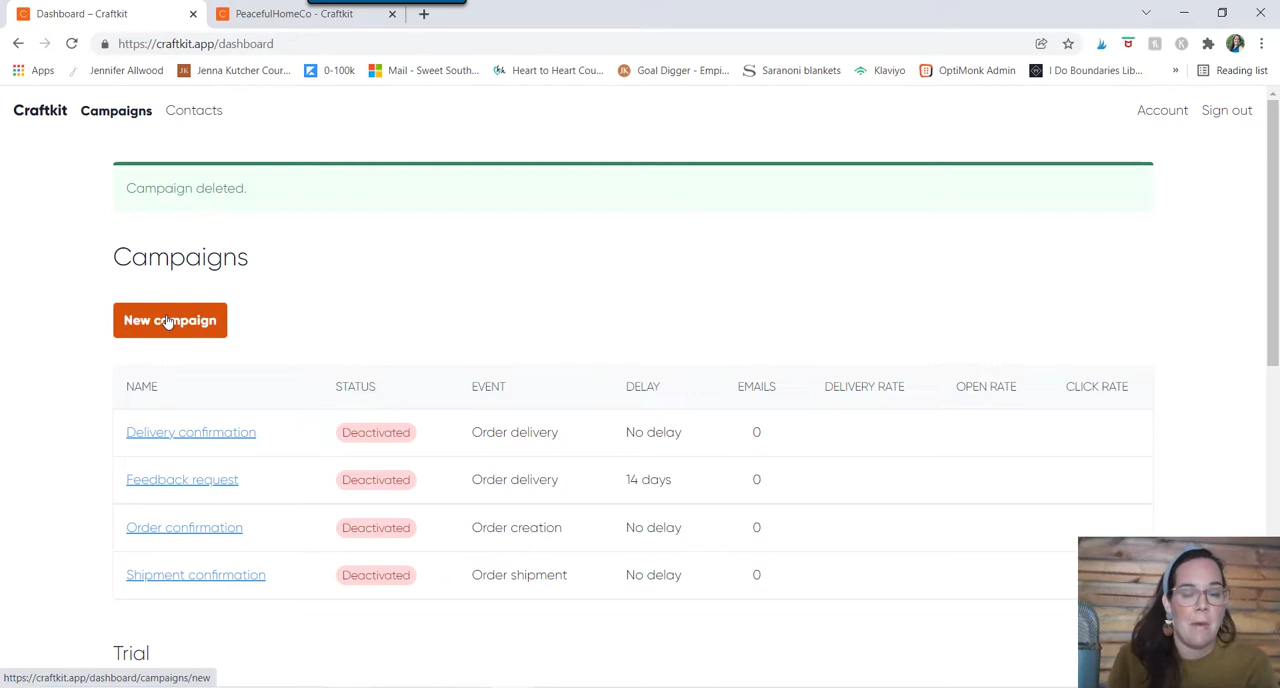 Dashboard – Craftkit
PeacefulHomeCo - Craftkit
https://craftkit.app/dashboard
Apps
Jennifer Allwood
Jenna Kutcher Cour...
0-100k
Mail - Sweet South...
Heart to Heart Cou...
Goal Digger - Empi...
Saranoni blankets
Klaviyo
OptiMonk Admin
I Do Boundaries Lib...
»
Reading list
Craftkit Campaigns Contacts
Account Sign out
Campaign deleted.
Campaigns
New campaign
NAME STATUS EVENT DELAY EMAILS DELIVERY RATE OPEN RATE CLICK RATE
Delivery confirmation Deactivated Order delivery No delay 0
Feedback request Deactivated Order delivery 14 days 0
Order confirmation Deactivated Order creation No delay 0
Shipment confirmation Deactivated Order shipment No delay 0
Trial
https://craftkit.app/dashboard/campaigns/new